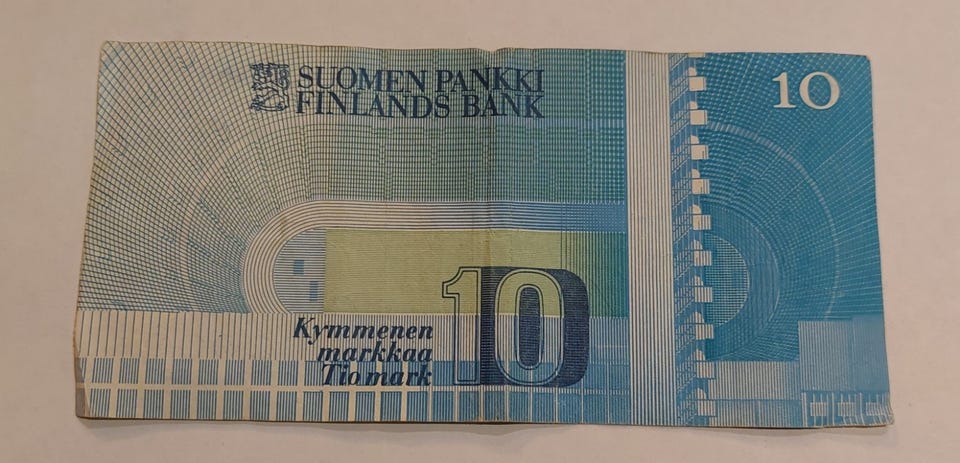 SUOMEN PANKKI
FINLANDS BANK
10
Kymmenen
markkaa
Tiomark
10